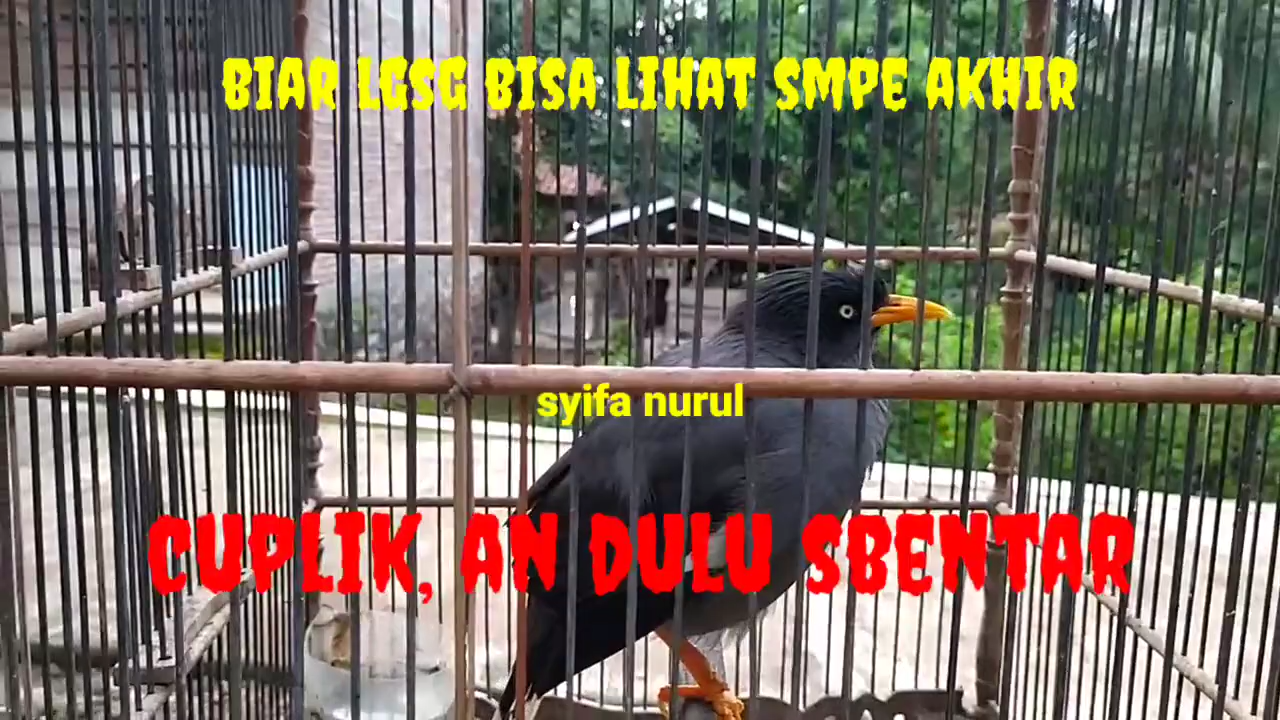 BIAR LGSG BISA LIHAT SMPE AKHIR
syifa nurul
CUPLIK, AN DULU SBENTAR